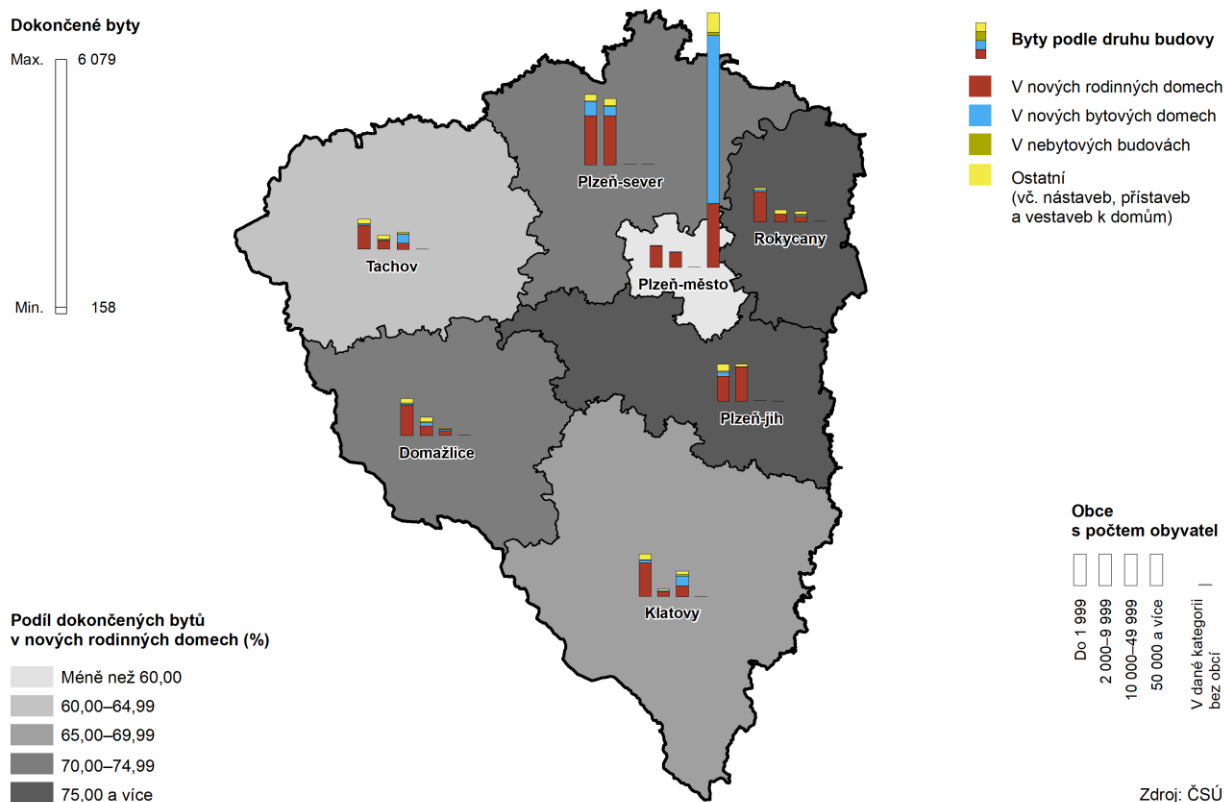 Dokončené byty
Max. 6 079
Min. 158
Byty podle druhu budovy
V nových rodinných domech
V nových bytových domech
V nebytových budovách
Ostatní
(vč. nástaveb, přístaveb
a vestaveb k domům)
Plzeň-sever
Rokycany
Tachov
Plzeň-město
Plzeň-jih
Domažlice
Klatovy
Podíl dokončených bytů
v nových rodinných domech (%)
Méně než 60,00
60,00–64,99
65,00–69,99
70,00–74,99
75,00 a více
Obce
s počtem obyvatel
Do 1 999
2 000–9 999
10 000–49 999
50 000 a více
V dané kategorii
bez obcí
Zdroj: ČSÚ